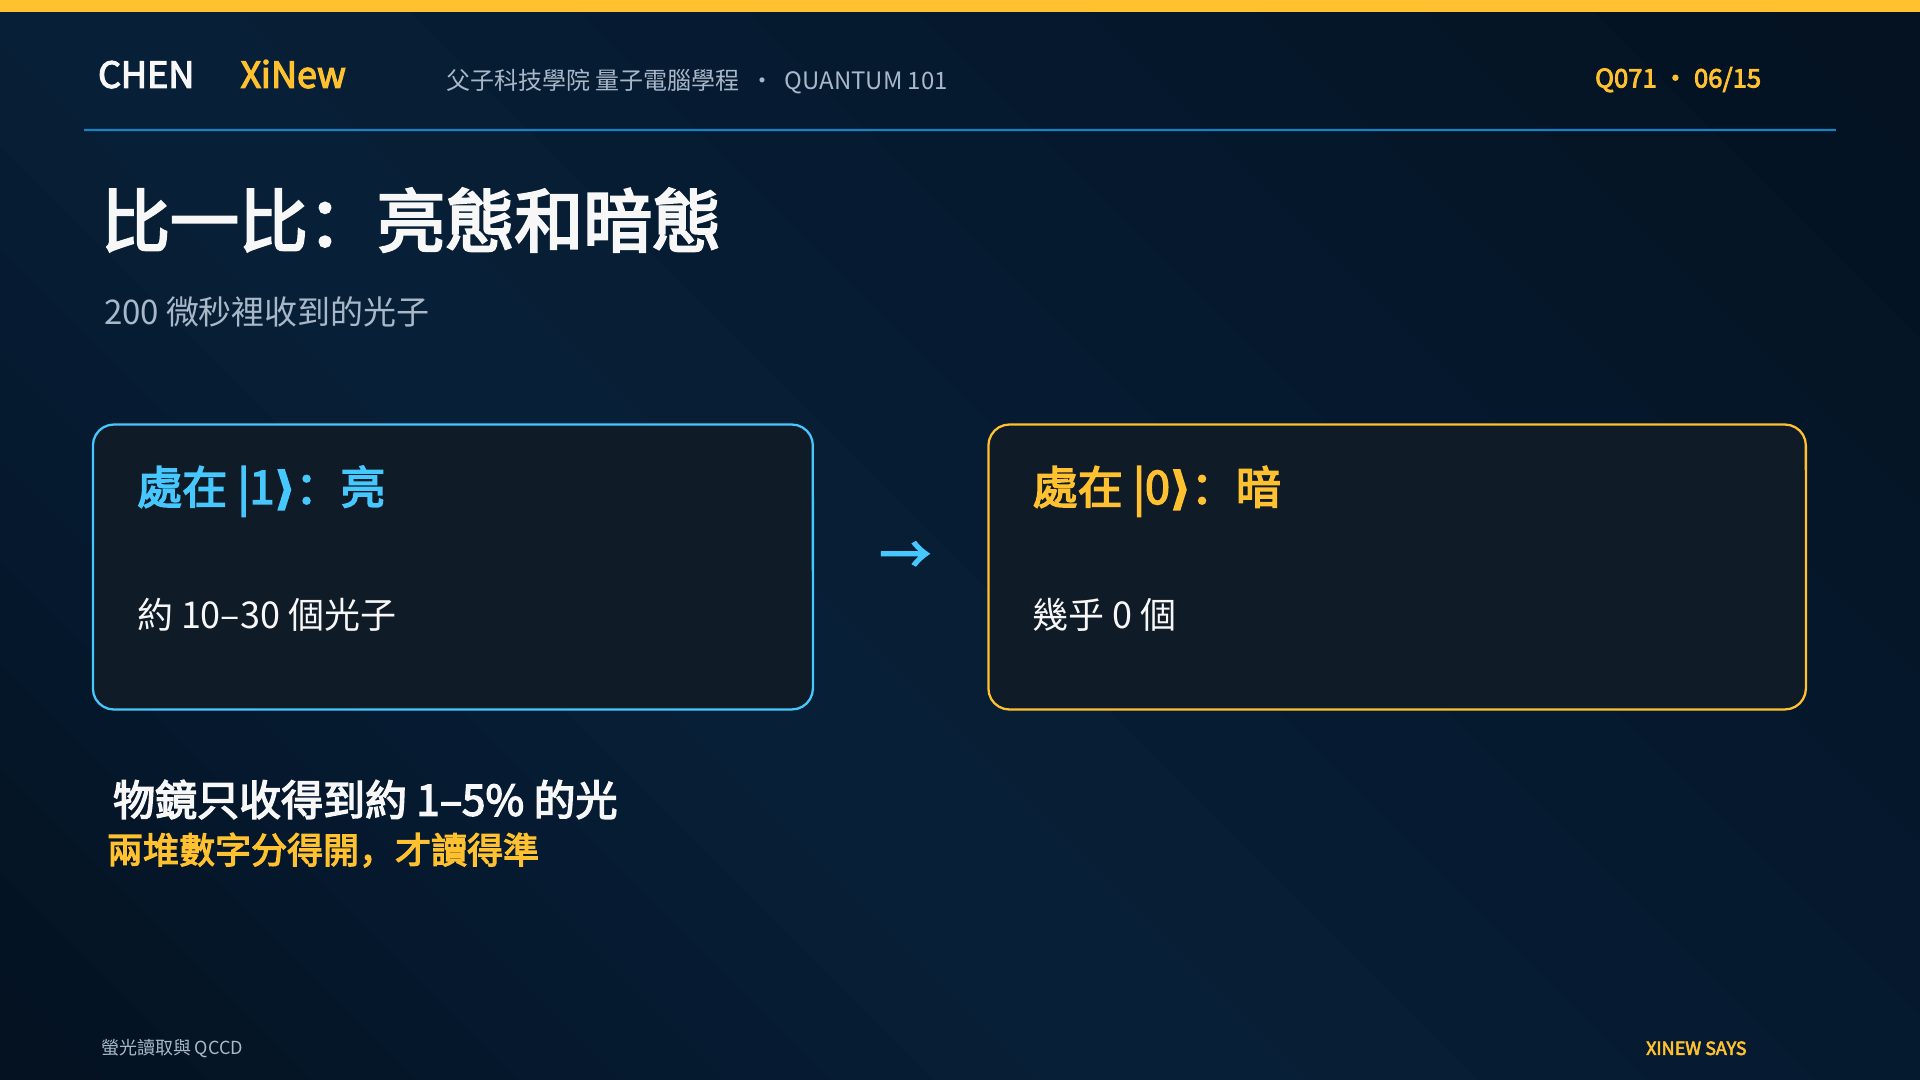 CHEN XiNew 父子科技學院 量子電腦學程 · QUANTUM 101 Q071 · 06/15
比一比：亮態和暗態
200 微秒裡收到的光子
處在 |1⟩：亮
約 10–30 個光子
→
處在 |0⟩：暗
幾乎 0 個
物鏡只收得到約 1–5% 的光
兩堆數字分得開，才讀得準
螢光讀取與 QCCD XINEW SAYS